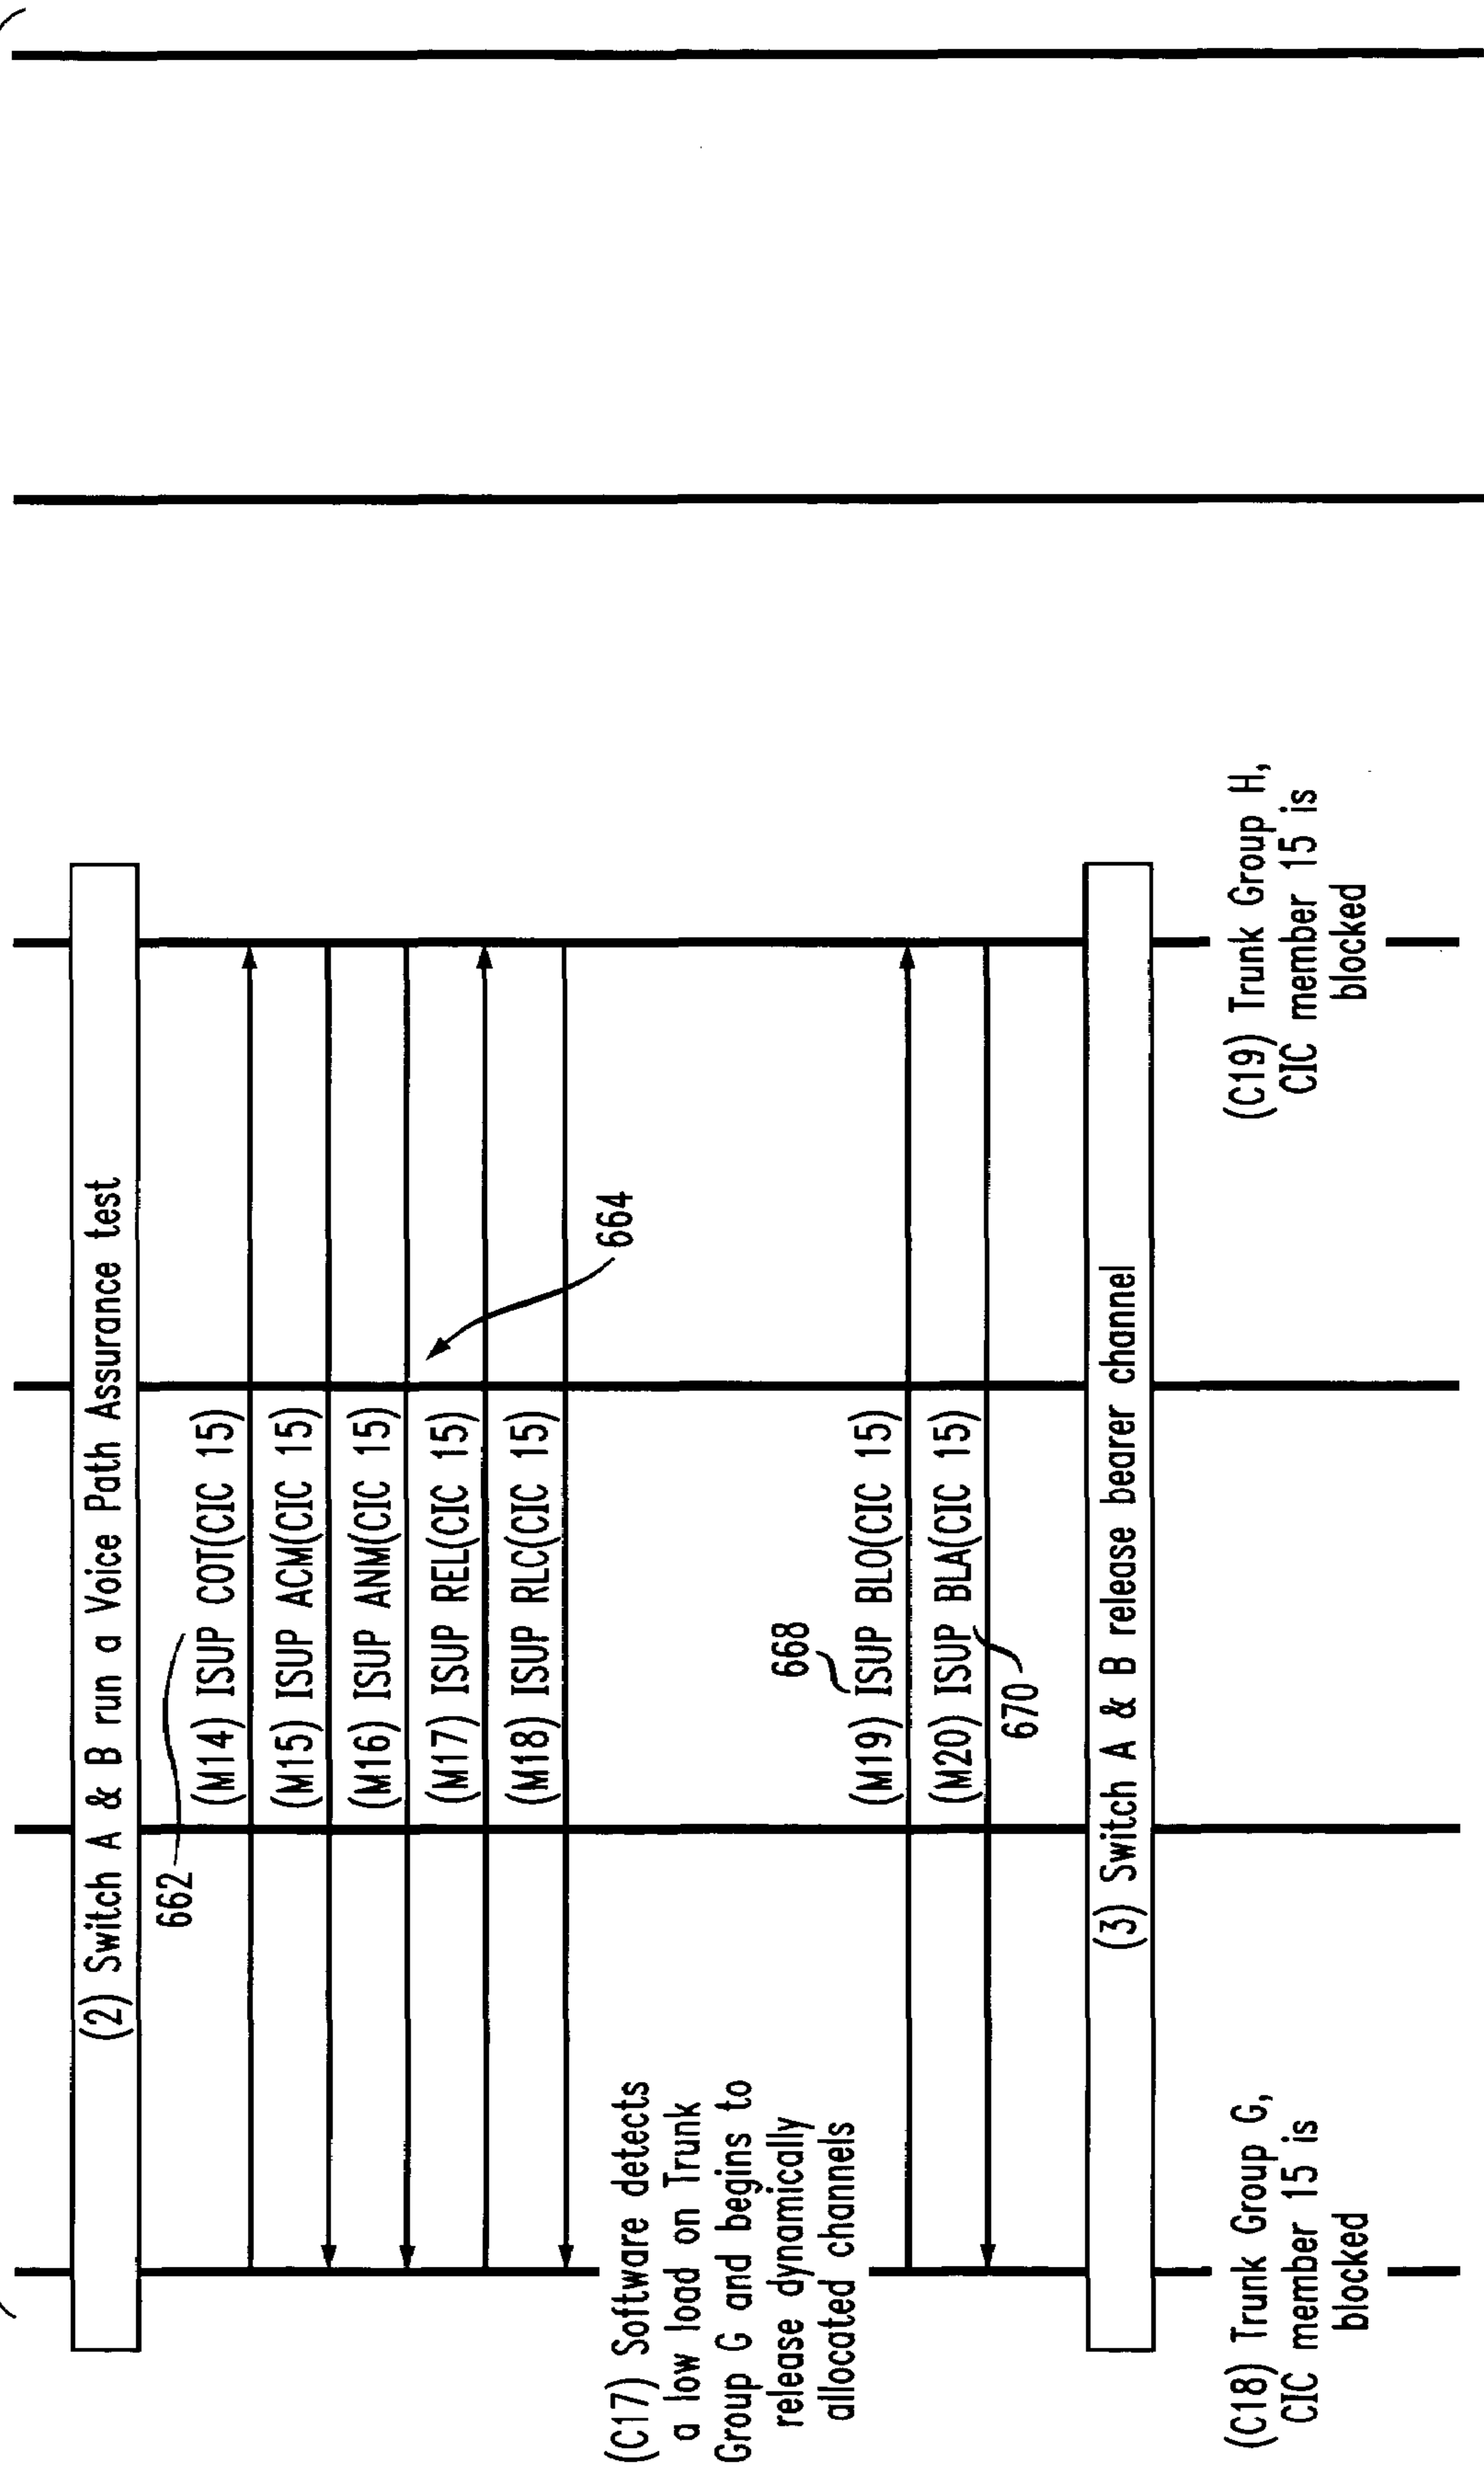 (2) Switch A & B run a Voice Path Assurance test
662
(M14) ISUP COT(CIC 15)
(M15) ISUP ACM(CIC 15)
(M16) ISUP ANM(CIC 15)
(M17) ISUP REL(CIC 15)
(M18) ISUP RLC(CIC 15)
664
(C17) Software detects
a low load on Trunk
Group G and begins to
release dynamically
allocated channels
668
(M19) ISUP BLO(CIC 15)
(M20) ISUP BLA(CIC 15)
670
(3) Switch A & B release bearer channel
(C18) Trunk Group G,
CIC member 15 is
blocked
(C19) Trunk Group H,
CIC member 15 is
blocked